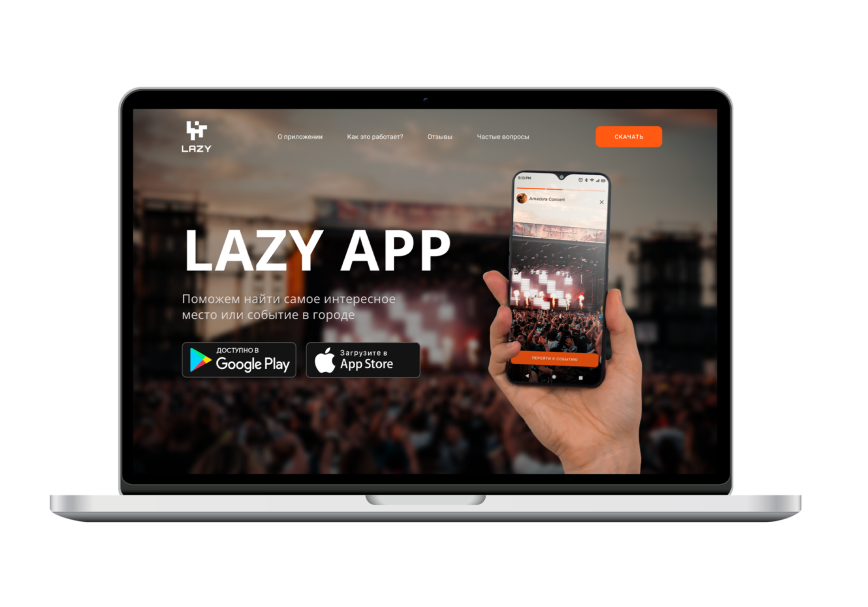 LAZY
О приложении
Как это работает?
Отзывы
Частые вопросы
СКАЧАТЬ
LAZY APP
Поможем найти самое интересное
место или событие в городе
ДОСТУПНО В
Google Play
Загрузите в
App Store
Amatara Concert
ПЕРЕЙТИ К СОБЫТИЮ